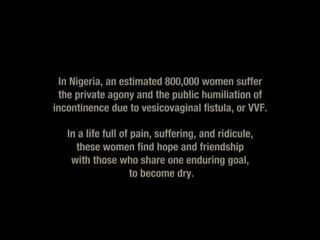 In Nigeria, an estimated 800,000 women suffer
the private agony and the public humiliation of
incontinence due to vesicovaginal fistula, or VVF.
In a life full of pain, suffering, and ridicule,
these women find hope and friendship
with those who share one enduring goal,
to become dry.